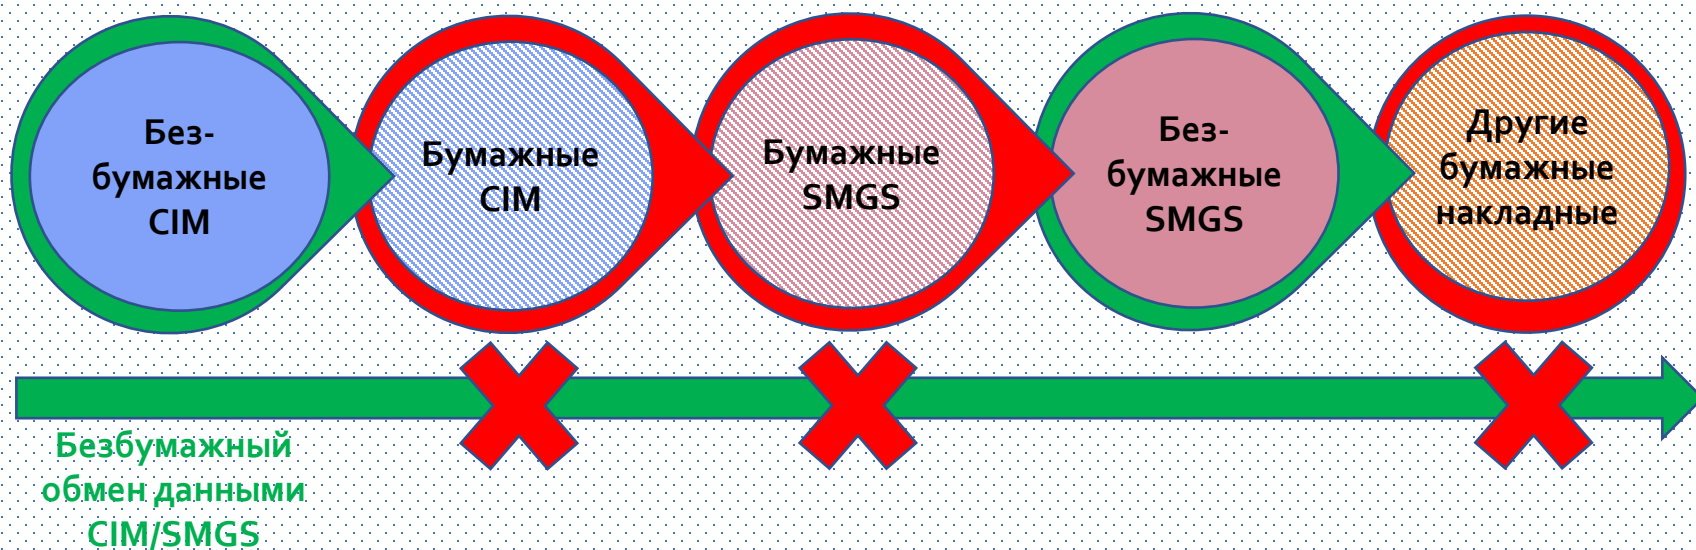 Без-
бумажные
CIM
Бумажные
CIM
Бумажные
SMGS
Без-
бумажные
SMGS
Другие
бумажные
накладные
Безбумажный
обмен данными
CIM/SMGS